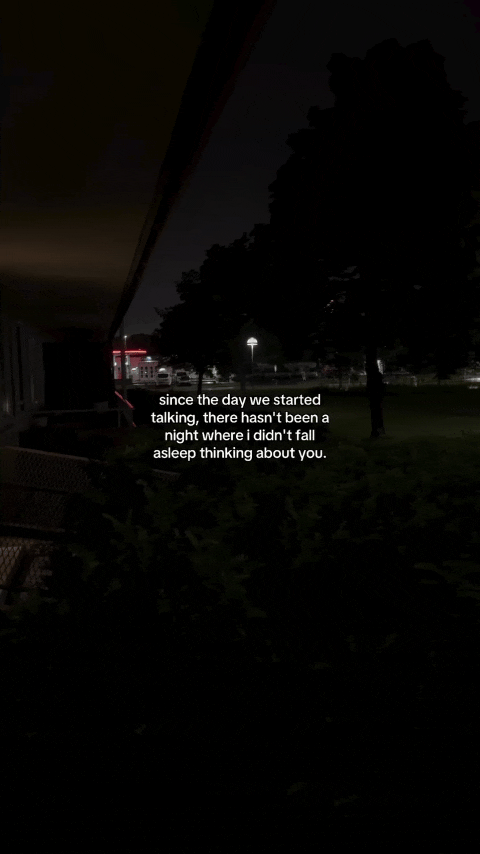 since the day we started
talking, there hasn't been a
night where i didn't fall
asleep thinking about you.